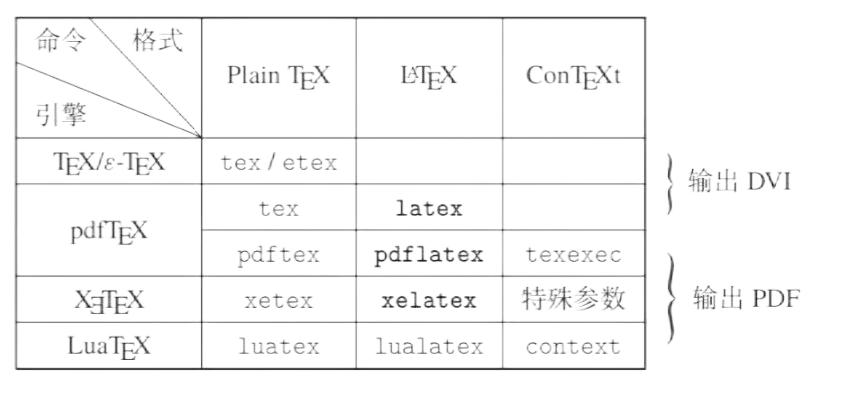 命令 格式
引擎
Plain TEX LATEX ConTEXt
TEX/ε-TEX tex / etex
输出 DVI
pdfTEX
tex latex
pdftex pdflatex texexec
XƎTEX xetex xelatex 特殊参数
输出 PDF
LuaTEX luatex lualatex context